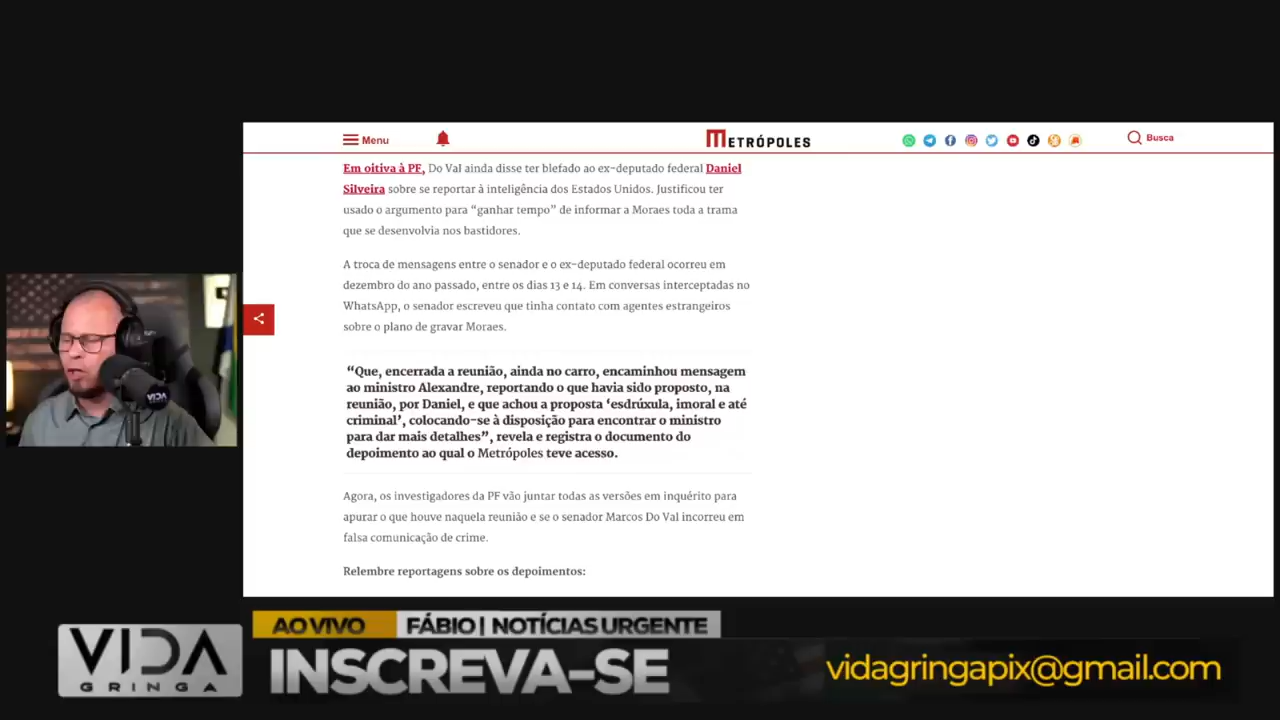 Menu
METRÓPOLES
Busca
Em oitiva à PF, Do Val ainda disse ter blefado ao ex-deputado federal Daniel
Silveira sobre se reportar à inteligência dos Estados Unidos. Justificou ter
usado o argumento para “ganhar tempo” de informar a Moraes toda a trama
que se desenvolvia nos bastidores.
A troca de mensagens entre o senador e o ex-deputado federal ocorreu em
dezembro do ano passado, entre os dias 13 e 14. Em conversas interceptadas no
WhatsApp, o senador escreveu que tinha contato com agentes estrangeiros
sobre o plano de gravar Moraes.
“Que, encerrada a reunião, ainda no carro, encaminhou mensagem
ao ministro Alexandre, reportando o que havia sido proposto, na
reunião, por Daniel, e que achou a proposta ‘esdrúxula, imoral e até
criminal’, colocando-se à disposição para encontrar o ministro
para dar mais detalhes”, revela e registra o documento do
depoimento ao qual o Metrópoles teve acesso.
Agora, os investigadores da PF vão juntar todas as versões em inquérito para
apurar o que houve naquela reunião e se o senador Marcos Do Val incorreu em
falsa comunicação de crime.
Relembre reportagens sobre os depoimentos:
VIDA
AO VIVO
FÁBIO | NOTÍCIAS URGENTE
VIDA
GRINGA
INSCREVA-SE
vidagringapix@gmail.com